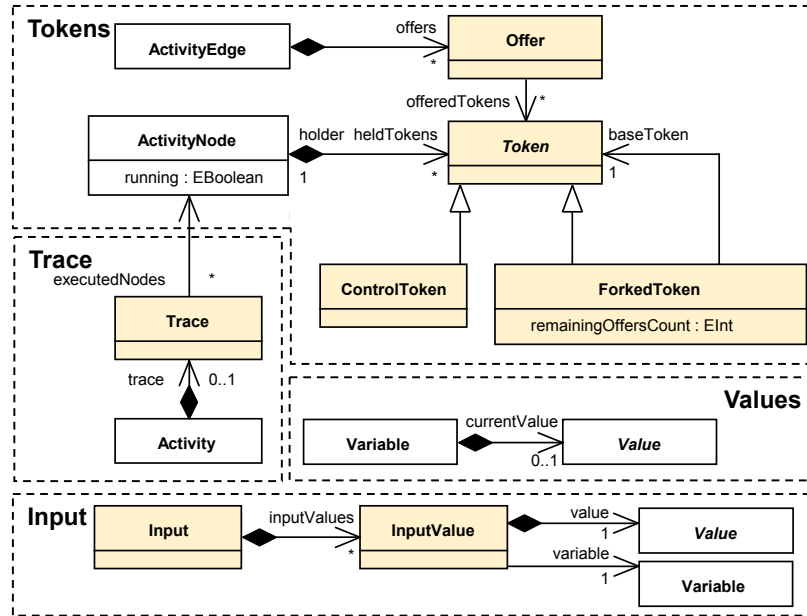 Tokens
ActivityEdge
offers
*
Offer
offeredTokens
*
ActivityNode
running : EBoolean
holder
1
heldTokens
*
Token
baseToken
1
ControlToken
ForkedToken
remainingOffersCount : EInt
Trace
executedNodes
*
Trace
trace
0..1
Activity
Values
Variable
currentValue
0..1
Value
Input
Input
inputValues
*
InputValue
value
1
Value
variable
1
Variable